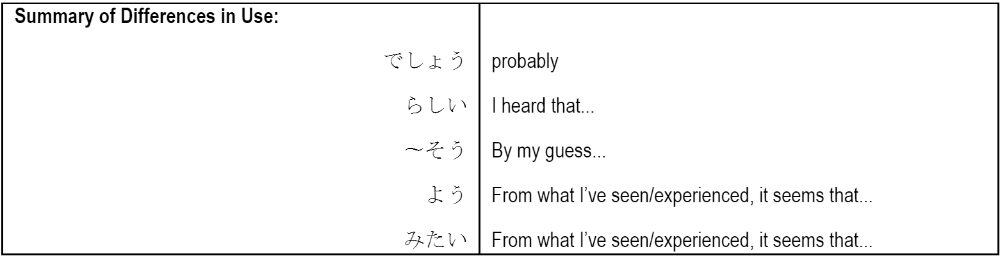 Summary of Differences in Use:
でしょう probably
らしい I heard that...
～そう By my guess...
よう From what I’ve seen/experienced, it seems that...
みたい From what I’ve seen/experienced, it seems that...